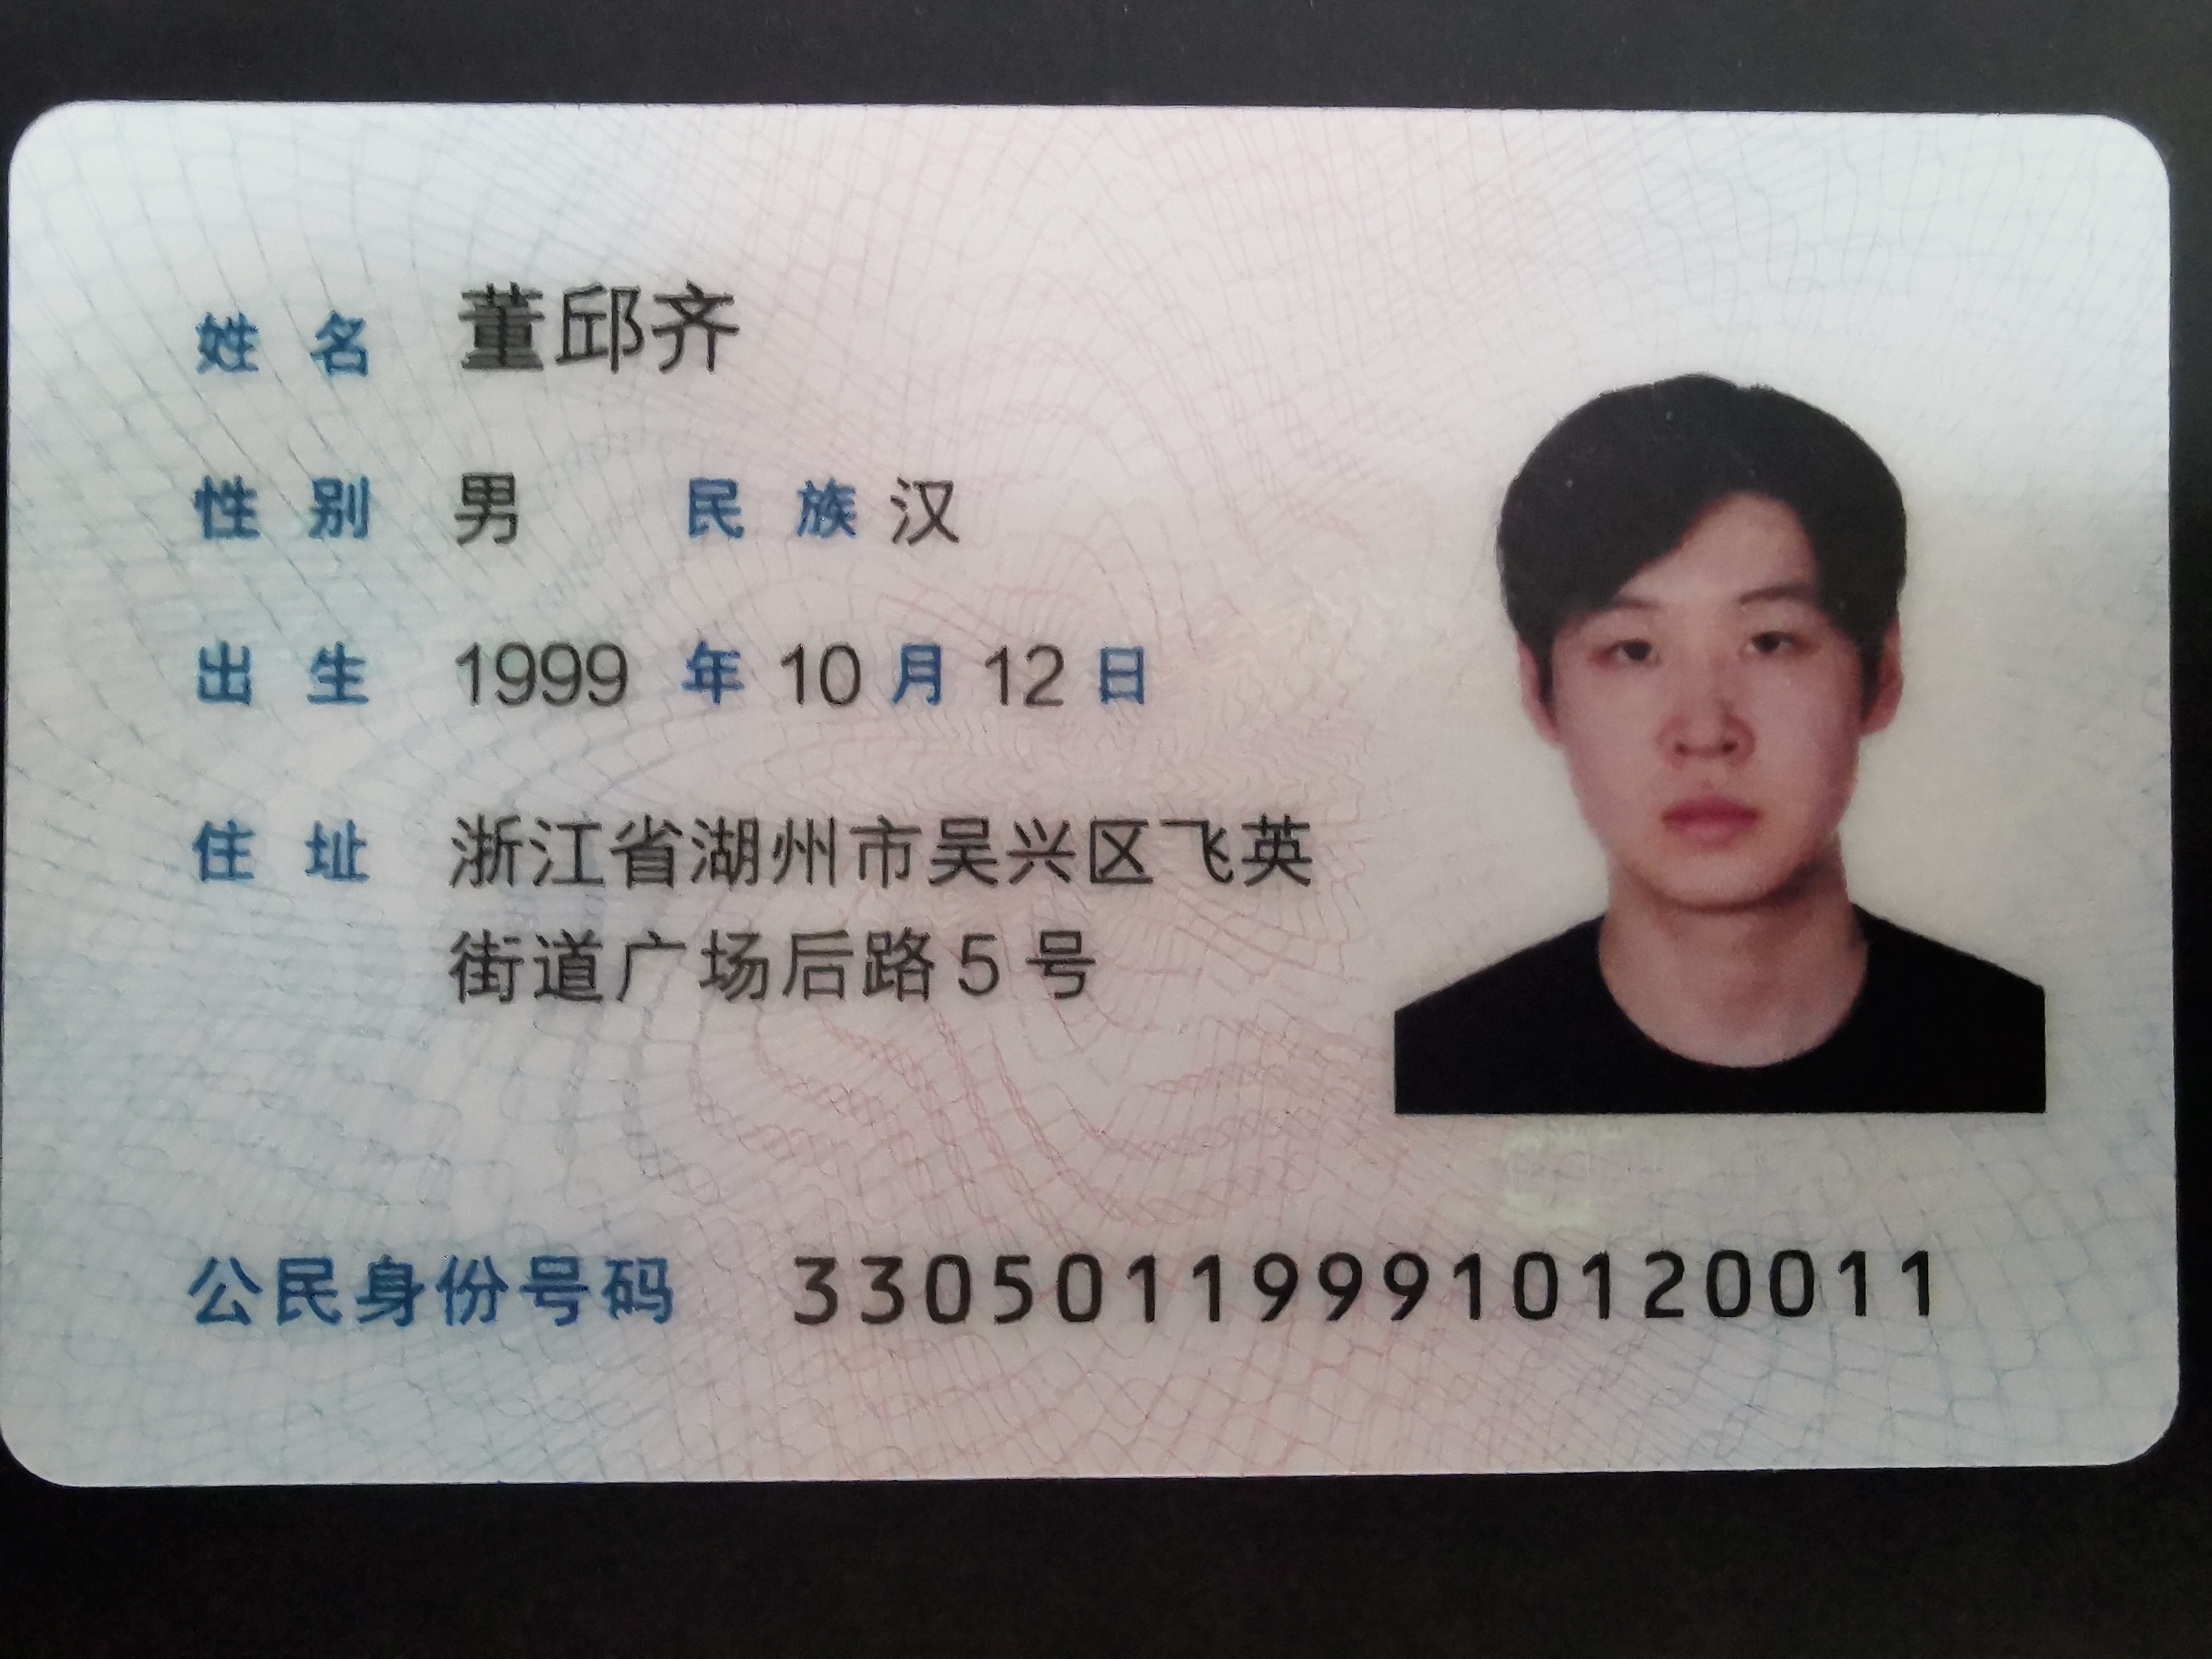 姓名 董邱齐
性别 男 民族 汉
出生 1999 年 10 月 12 日
住址 浙江省湖州市吴兴区飞英
街道广场后路5号
公民身份号码 330501199910120011